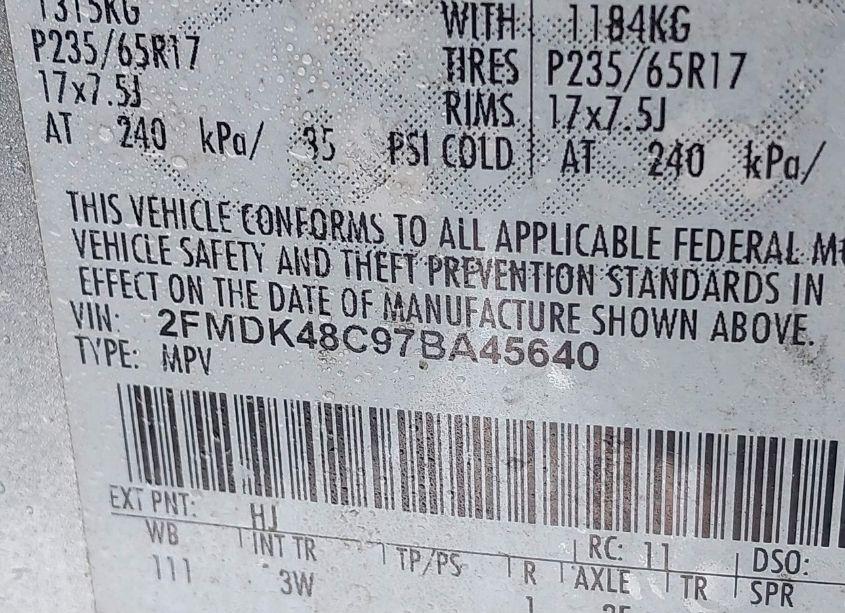 1315KG WITH 1184KG
P235/65R17 TIRES P235/65R17
17x7.5J RIMS 17x7.5J
AT 240 kPa/ 35 PSI COLD AT 240 kPa/
THIS VEHICLE CONFORMS TO ALL APPLICABLE FEDERAL
VEHICLE SAFETY AND THEFT PREVENTION STANDARDS IN
EFFECT ON THE DATE OF MANUFACTURE SHOWN ABOVE.
VIN: 2FMDK48C97BA45640
TYPE: MPV
EXT PNT: HJ RC: 11 DSO:
WB INT TR TP/PS R AXLE TR SPR
111 3W 1